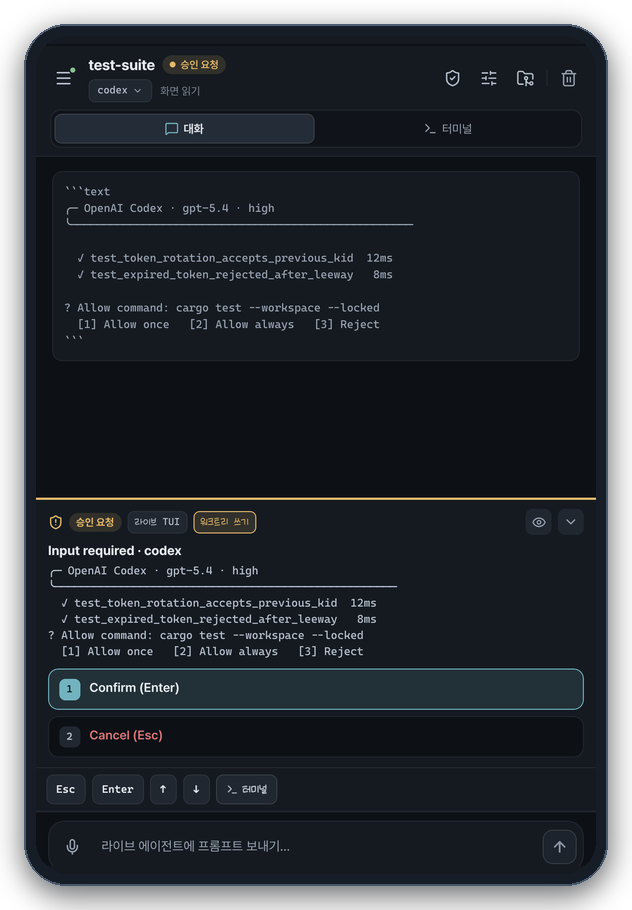 test-suite 승인 요청
codex 화면 읽기
대화 터미널
```text
╭─ OpenAI Codex · gpt-5.4 · high
╰──────────────────────────────────────────────────────
✓ test_token_rotation_accepts_previous_kid 12ms
✓ test_expired_token_rejected_after_leeway 8ms
? Allow command: cargo test --workspace --locked
[1] Allow once [2] Allow always [3] Reject
```
승인 요청 라이브 TUI 워크트리 쓰기
Input required · codex
╭─ OpenAI Codex · gpt-5.4 · high
╰──────────────────────────────────────────────────────
✓ test_token_rotation_accepts_previous_kid 12ms
✓ test_expired_token_rejected_after_leeway 8ms
? Allow command: cargo test --workspace --locked
[1] Allow once [2] Allow always [3] Reject
1 Confirm (Enter)
2 Cancel (Esc)
Esc Enter ↑ ↓ >_ 터미널
라이브 에이전트에 프롬프트 보내기...